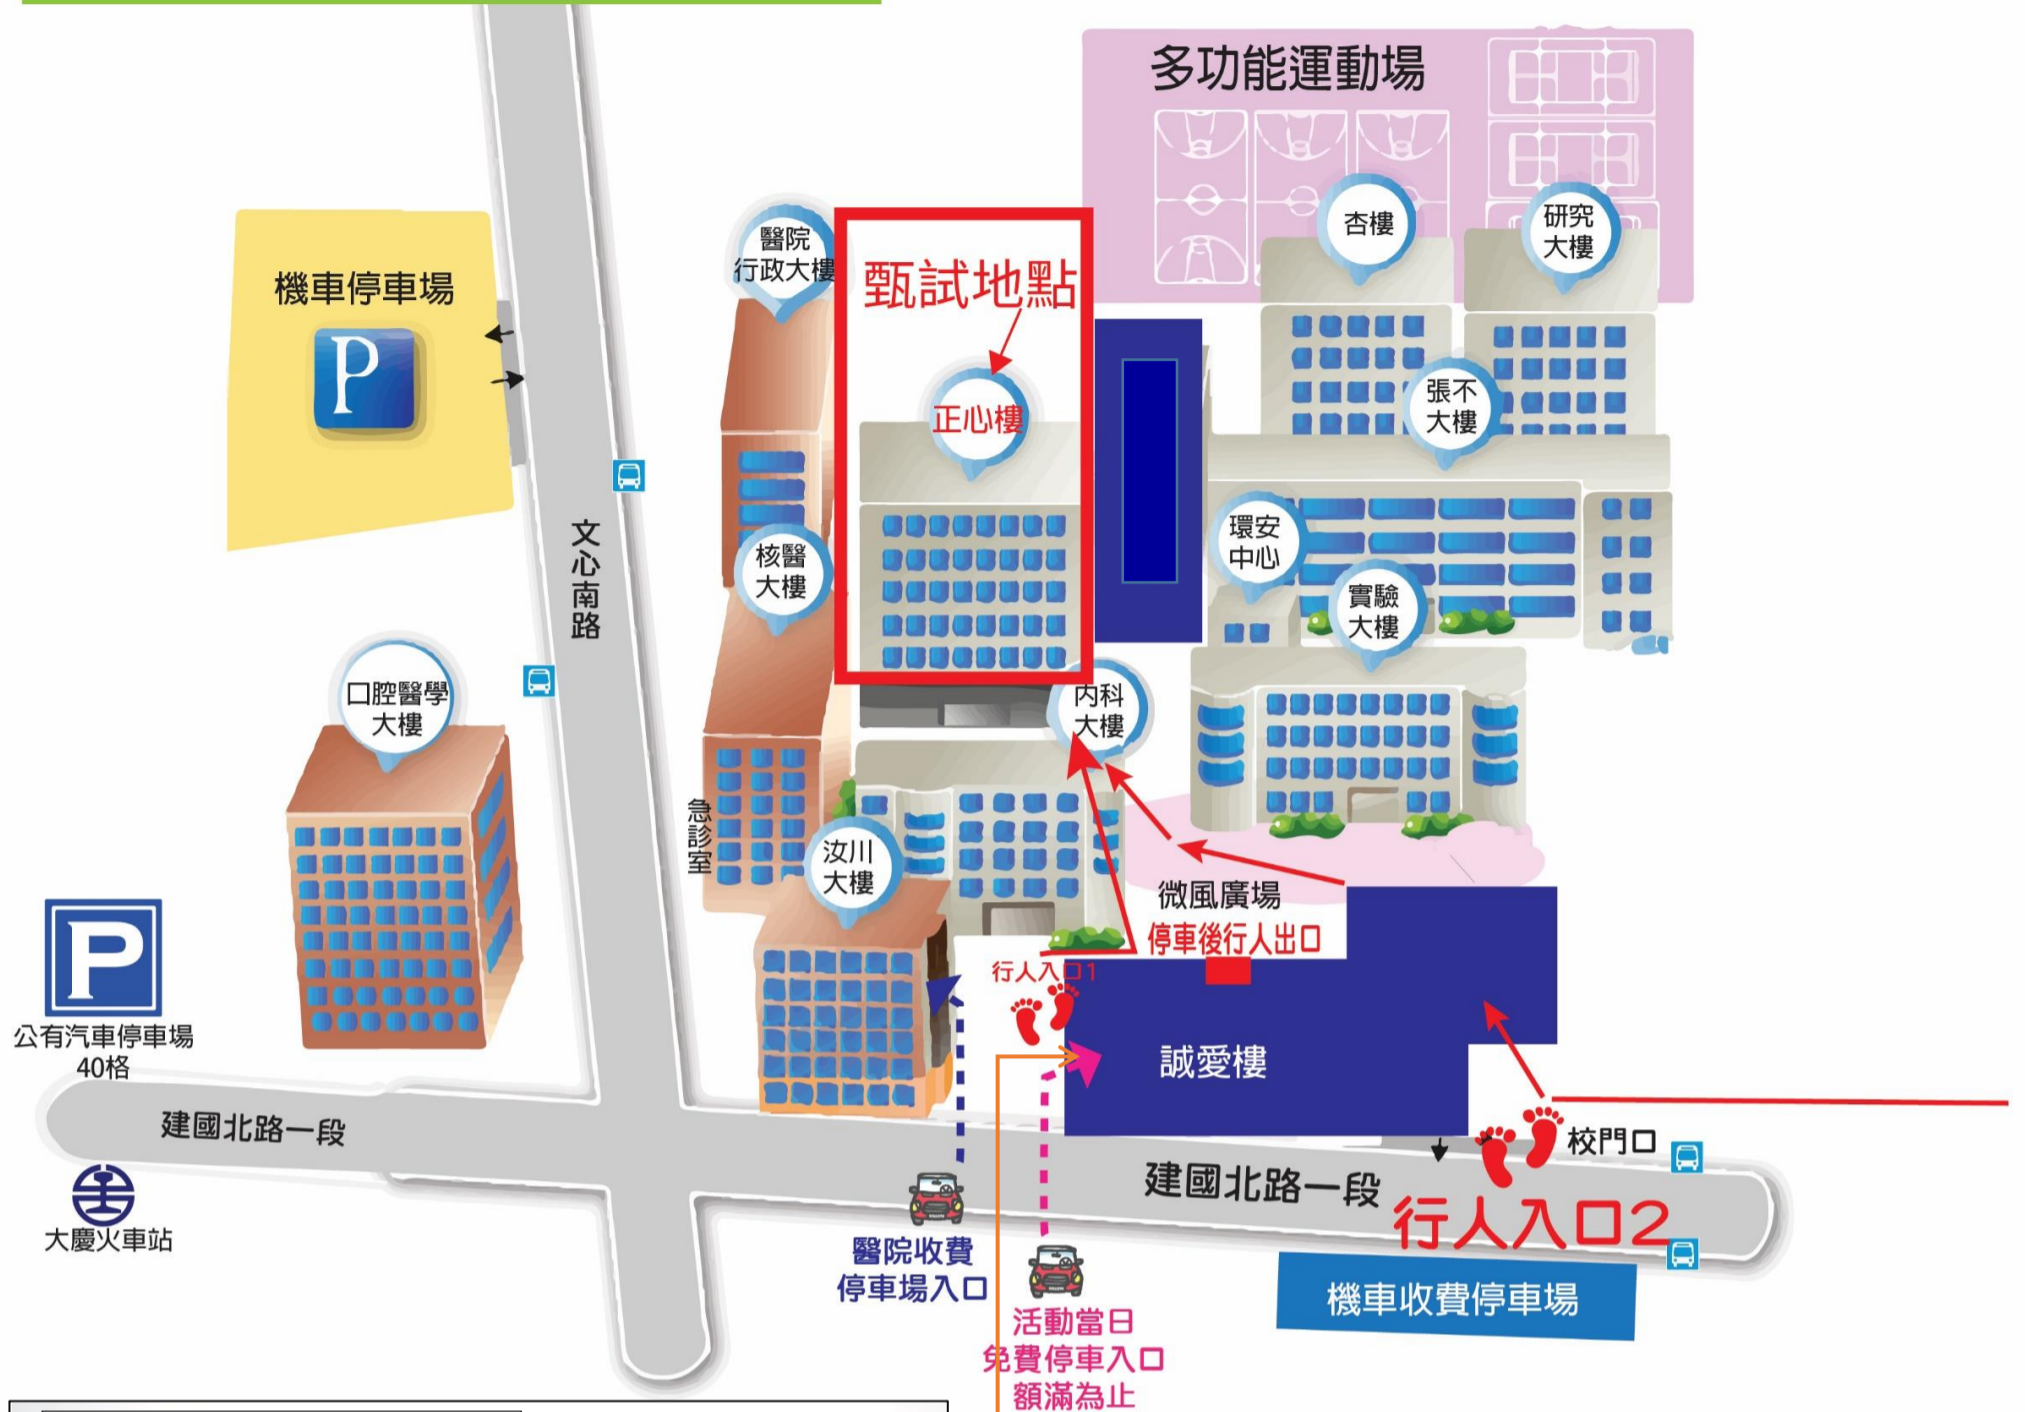 多功能運動場
杏樓
研究
大樓
醫院
行政大樓
甄試地點
機車停車場
P
正心樓
張不
大樓
文心南路
核醫
大樓
環安
中心
實驗
大樓
口腔醫學
大樓
內科
大樓
急診室
汝川
大樓
微風廣場
停車後行人出口
行人入口1
P
公有汽車停車場
40格
誠愛樓
建國北路一段
校門口
建國北路一段
行人入口2
大慶火車站
醫院收費
停車場入口
機車收費停車場
活動當日
免費停車入口
額滿為止